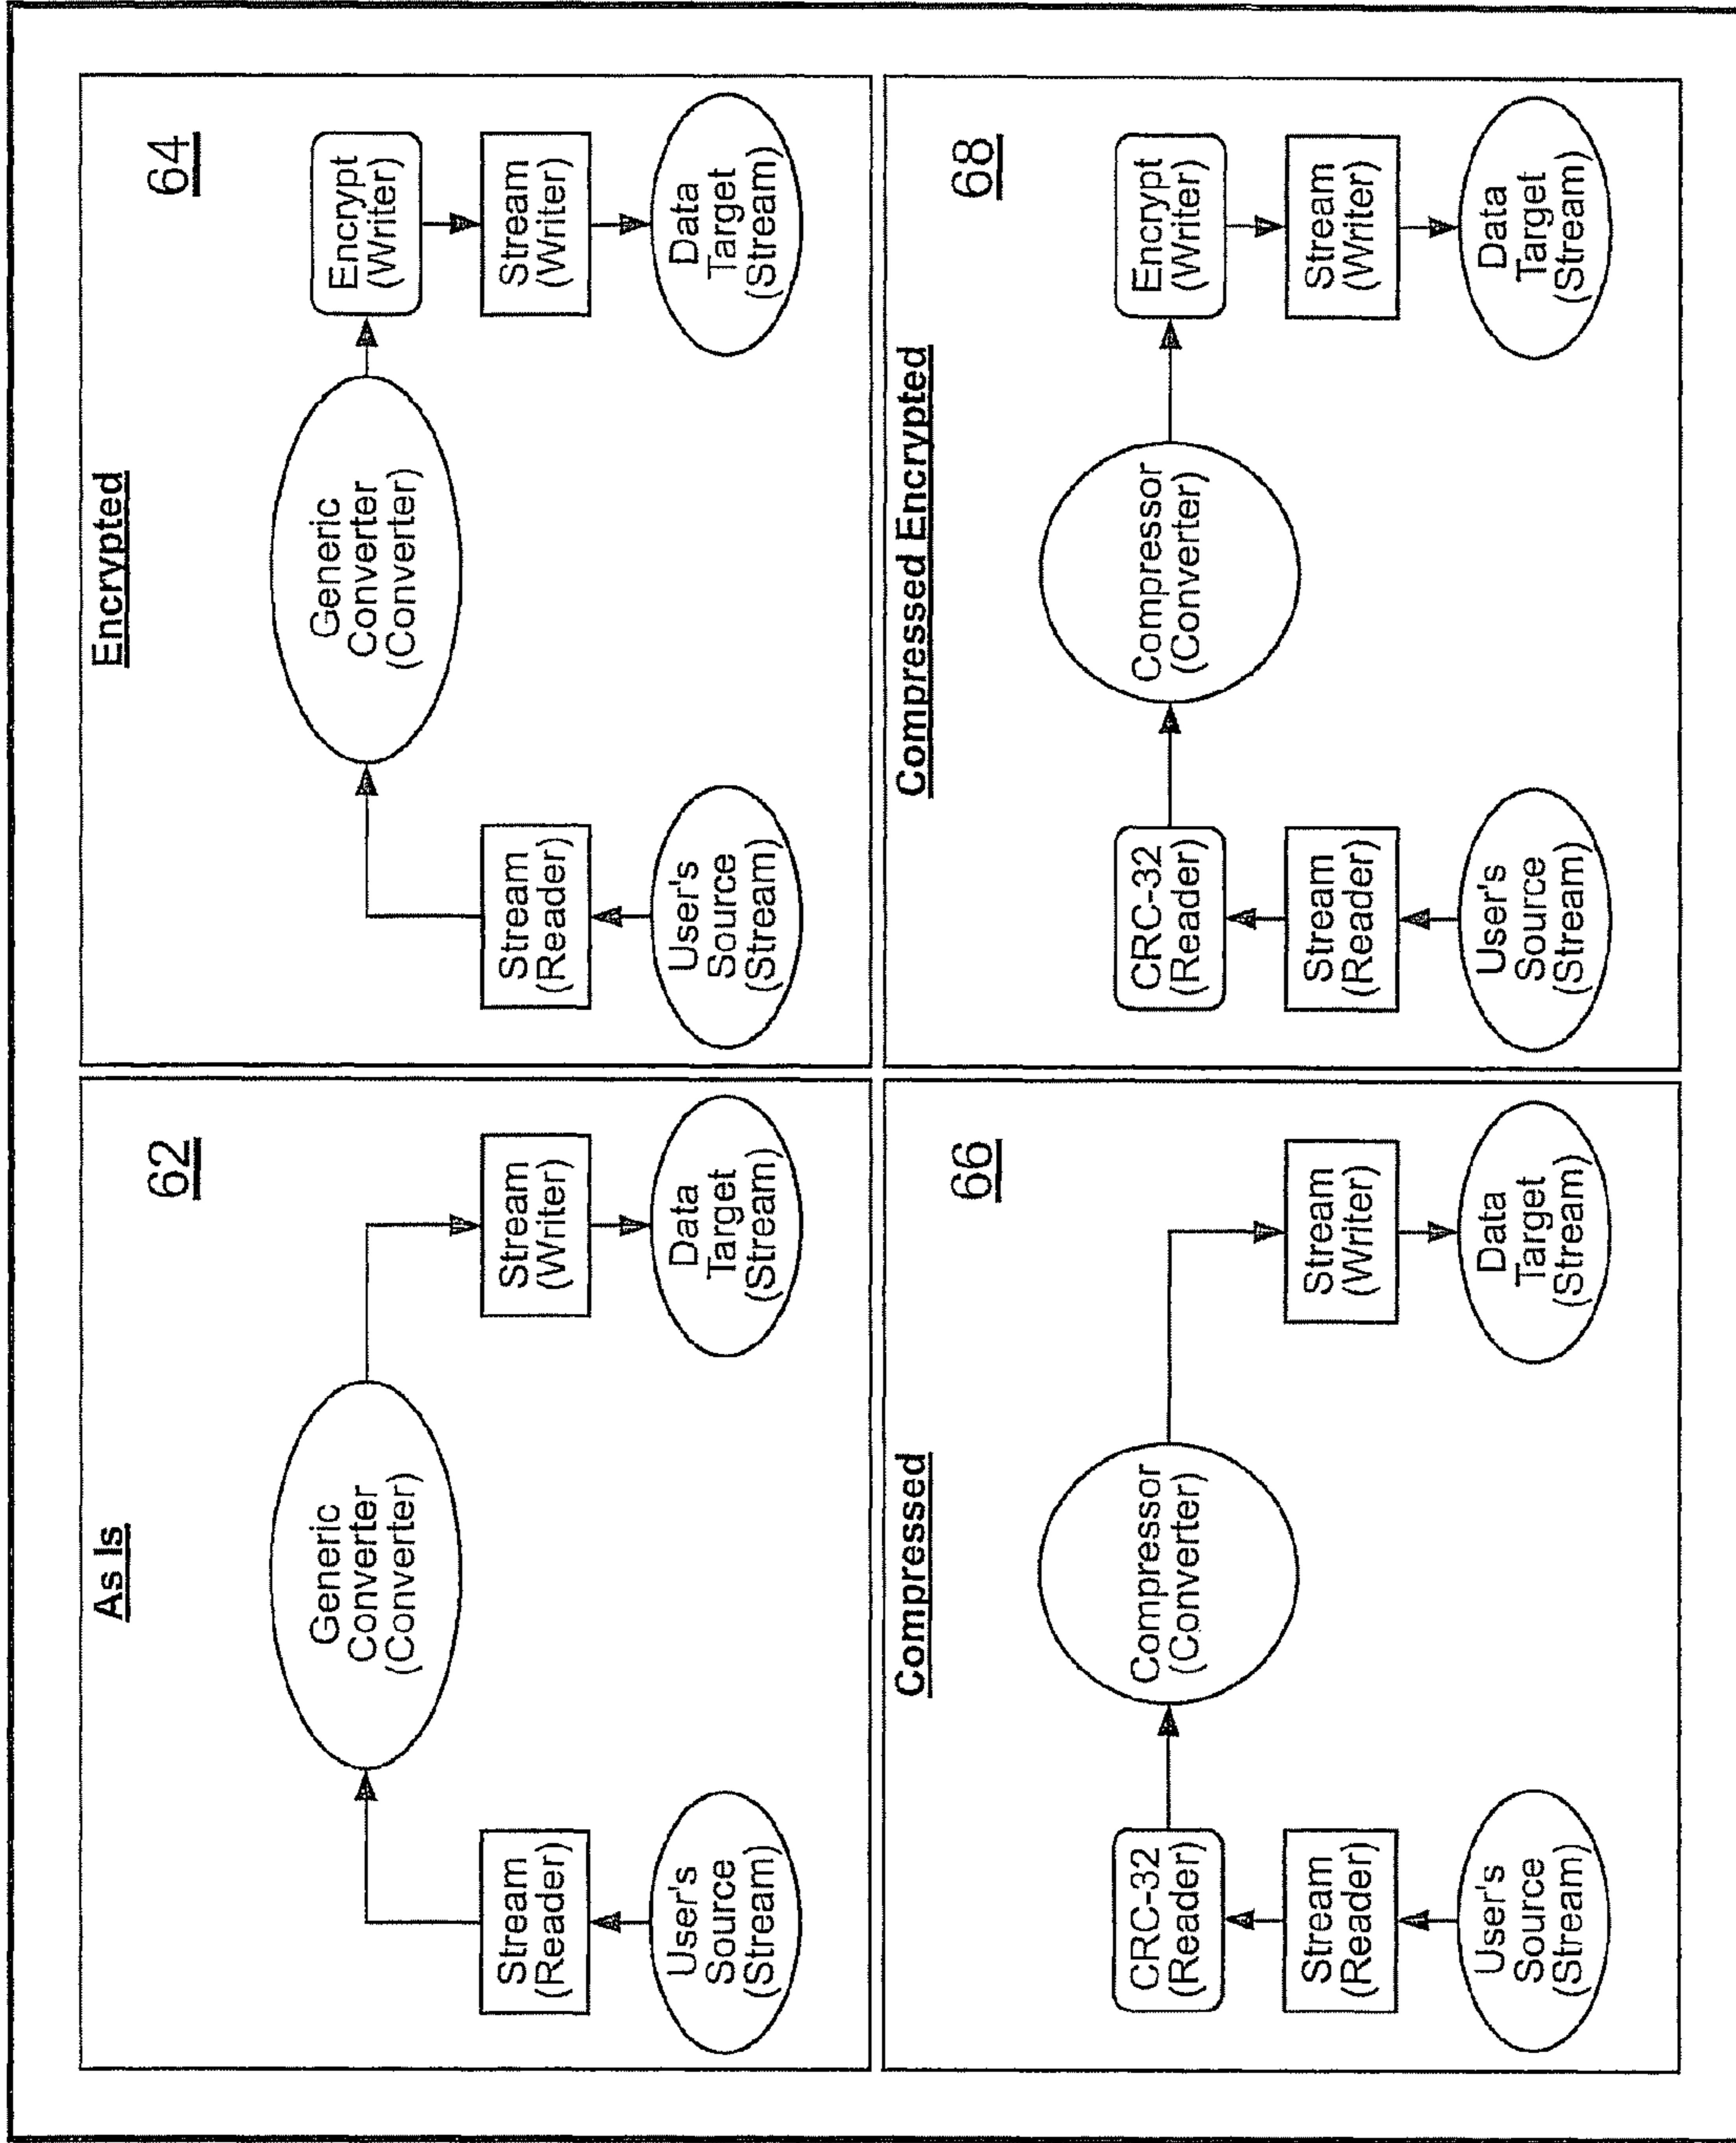 As Is
62
Generic
Converter
(Converter)
Stream
(Reader)
Stream
(Writer)
User's
Source
(Stream)
Data
Target
(Stream)
Encrypted
64
Generic
Converter
(Converter)
Encrypt
(Writer)
Stream
(Reader)
Stream
(Writer)
User's
Source
(Stream)
Data
Target
(Stream)
Compressed
66
Compressor
(Converter)
CRC-32
(Reader)
Stream
(Reader)
Stream
(Writer)
User's
Source
(Stream)
Data
Target
(Stream)
Compressed Encrypted
68
Compressor
(Converter)
CRC-32
(Reader)
Encrypt
(Writer)
Stream
(Reader)
Stream
(Writer)
User's
Source
(Stream)
Data
Target
(Stream)